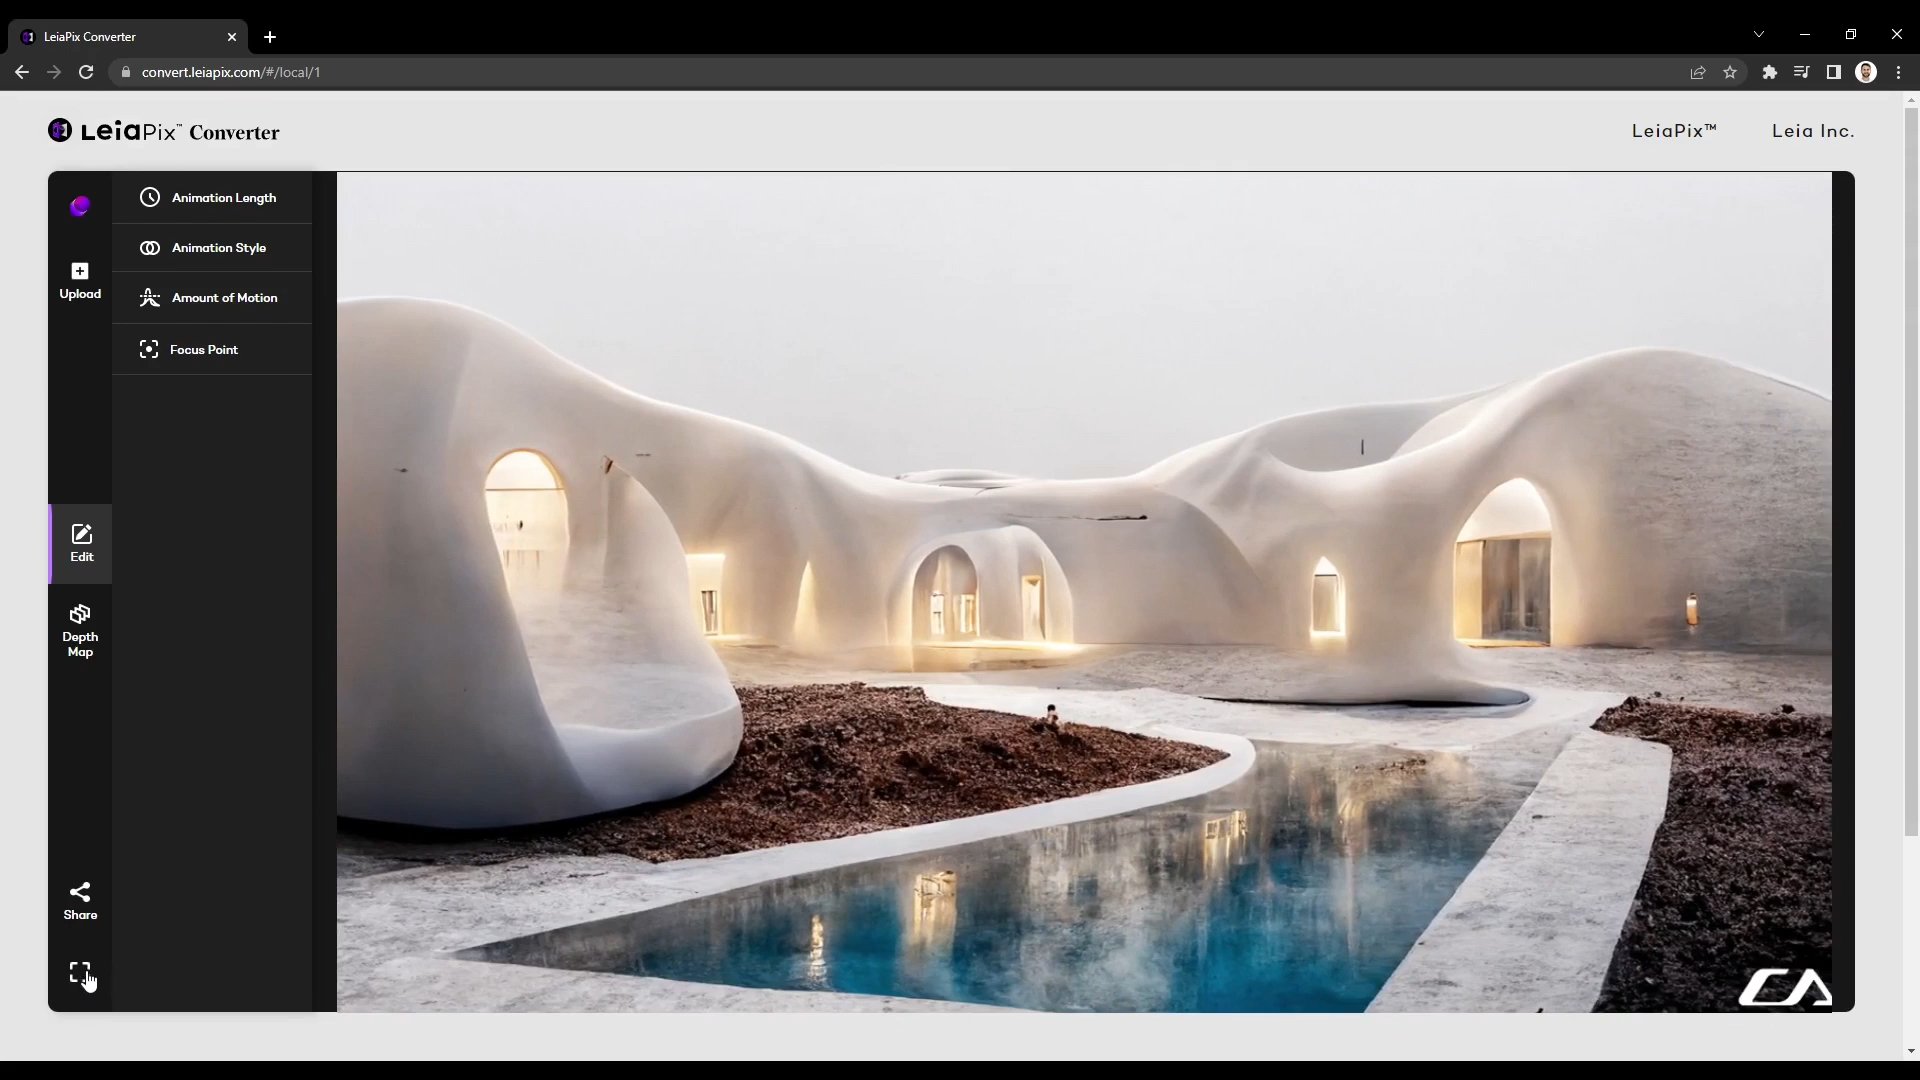 LeiaPix Converter
convert.leiapix.com/#/local/1
LeiaPix™ Converter
LeiaPix™
Leia Inc.
Upload
Edit
Depth
Map
Share
Animation Length
Animation Style
Amount of Motion
Focus Point
CA